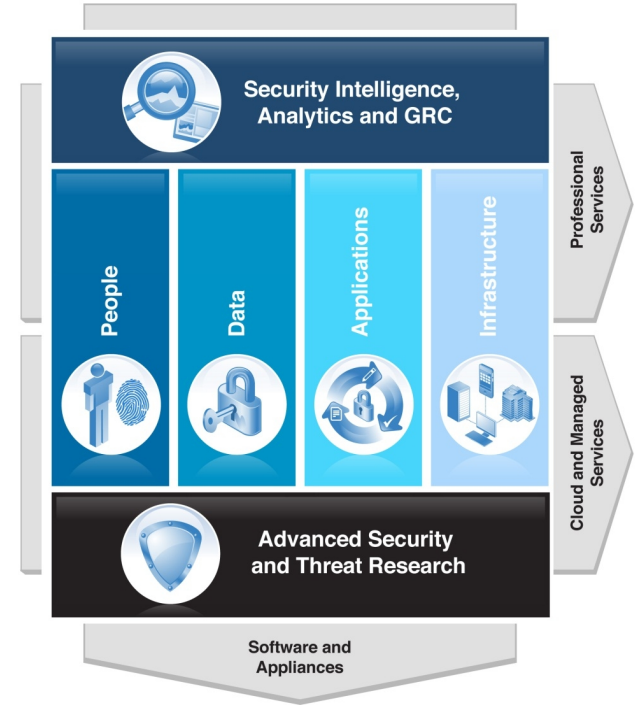 Security Intelligence,
Analytics and GRC
People
Data
Applications
Infrastructure
Professional
Services
Cloud and Managed
Services
Advanced Security
and Threat Research
Software and
Appliances